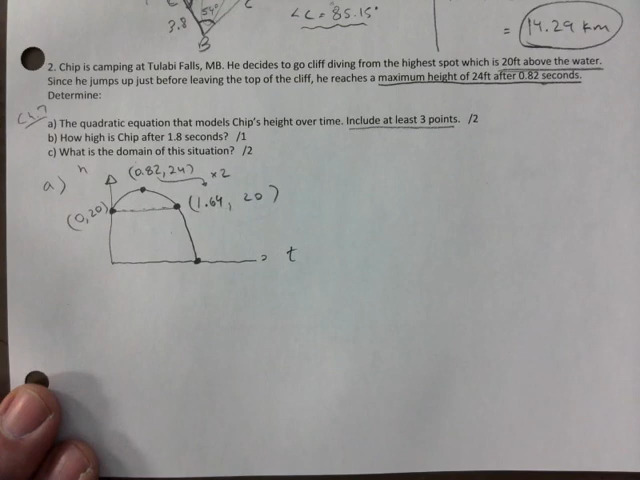 3.8
54°
B
∠C = 85.15°
= 14.29 km
2. Chip is camping at Tulabi Falls, MB. He decides to go cliff diving from the highest spot which is 20ft above the water.
Since he jumps up just before leaving the top of the cliff, he reaches a maximum height of 24ft after 0.82 seconds.
Determine:
Ch.7
a) The quadratic equation that models Chip's height over time. Include at least 3 points. /2
b) How high is Chip after 1.8 seconds? /1
c) What is the domain of this situation? /2
a)
h
(0.82, 24)
x2
(0,20)
(1.64, 20)
t